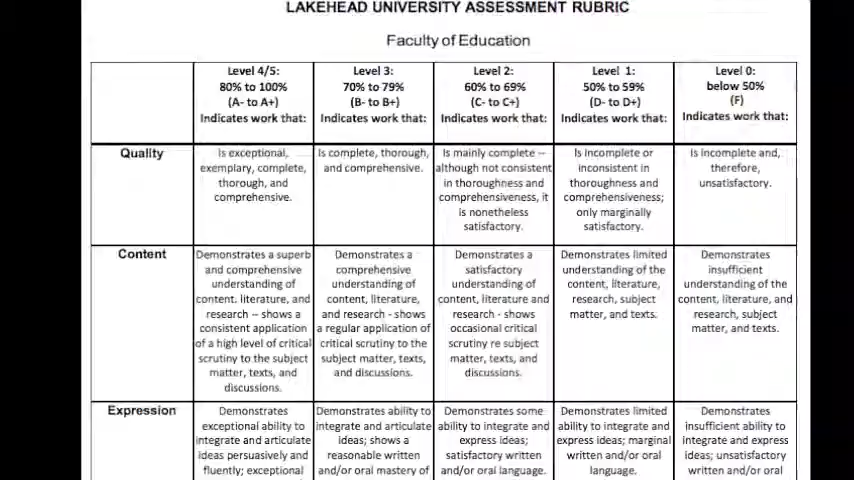 LAKEHEAD UNIVERSITY ASSESSMENT RUBRIC
Faculty of Education
Level 4/5:
80% to 100%
(A- to A+)
Indicates work that:
Level 3:
70% to 79%
(B- to B+)
Indicates work that:
Level 2:
60% to 69%
(C- to C+)
Indicates work that:
Level 1:
50% to 59%
(D- to D+)
Indicates work that:
Level 0:
below 50%
(F)
Indicates work that:
Quality
Is exceptional,
exemplary, complete,
thorough, and
comprehensive.
Is complete, thorough,
and comprehensive.
Is mainly complete --
although not consistent
in thoroughness and
comprehensiveness, it
is nonetheless
satisfactory.
Is incomplete or
inconsistent in
thoroughness and
comprehensiveness;
only marginally
satisfactory.
Is incomplete and,
therefore,
unsatisfactory.
Content
Demonstrates a superb
and comprehensive
understanding of
content. literature, and
research -- shows a
consistent application
of a high level of critical
scrutiny to the subject
matter, texts, and
discussions.
Demonstrates a
comprehensive
understanding of
content, literature,
and research - shows
a regular application of
critical scrutiny to the
subject matter, texts,
and discussions.
Demonstrates a
satisfactory
understanding of
content, literature and
research - shows
occasional critical
scrutiny re subject
matter, texts, and
discussions.
Demonstrates limited
understanding of the
content, literature,
research, subject
matter, and texts.
Demonstrates
insufficient
understanding of the
content, literature, and
research, subject
matter, and texts.
Expression
Demonstrates
exceptional ability to
integrate and articulate
ideas persuasively and
fluently; exceptional
Demonstrates ability to
integrate and articulate
ideas; shows a
reasonable written
and/or oral mastery of
Demonstrates some
ability to integrate and
express ideas;
satisfactory written
and/or oral language.
Demonstrates limited
ability to integrate and
express ideas; marginal
written and/or oral
language.
Demonstrates
insufficient ability to
integrate and express
ideas; unsatisfactory
written and/or oral